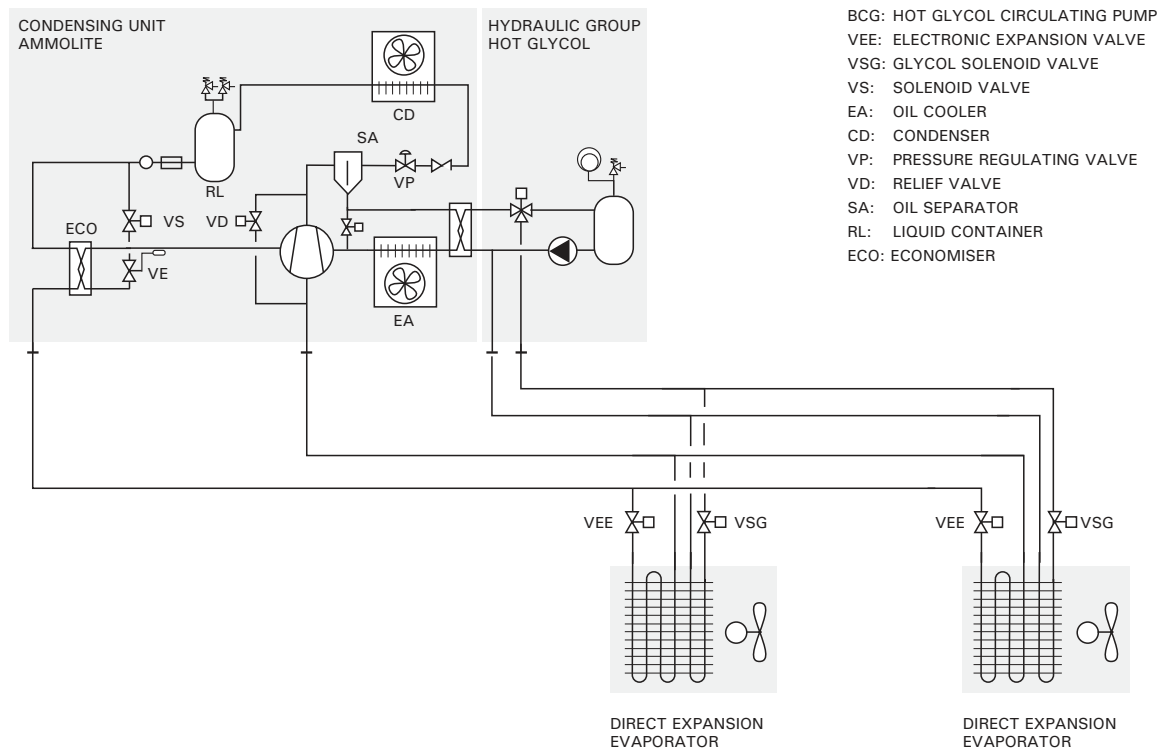 CONDENSING UNIT
AMMOLITE
HYDRAULIC GROUP
HOT GLYCOL
BCG: HOT GLYCOL CIRCULATING PUMP
VEE: ELECTRONIC EXPANSION VALVE
VSG: GLYCOL SOLENOID VALVE
VS: SOLENOID VALVE
EA: OIL COOLER
CD: CONDENSER
VP: PRESSURE REGULATING VALVE
VD: RELIEF VALVE
SA: OIL SEPARATOR
RL: LIQUID CONTAINER
ECO: ECONOMISER
CD
SA
VP
RL
ECO
VS
VD
VE
EA
VEE
VSG
VEE
VSG
DIRECT EXPANSION
EVAPORATOR
DIRECT EXPANSION
EVAPORATOR